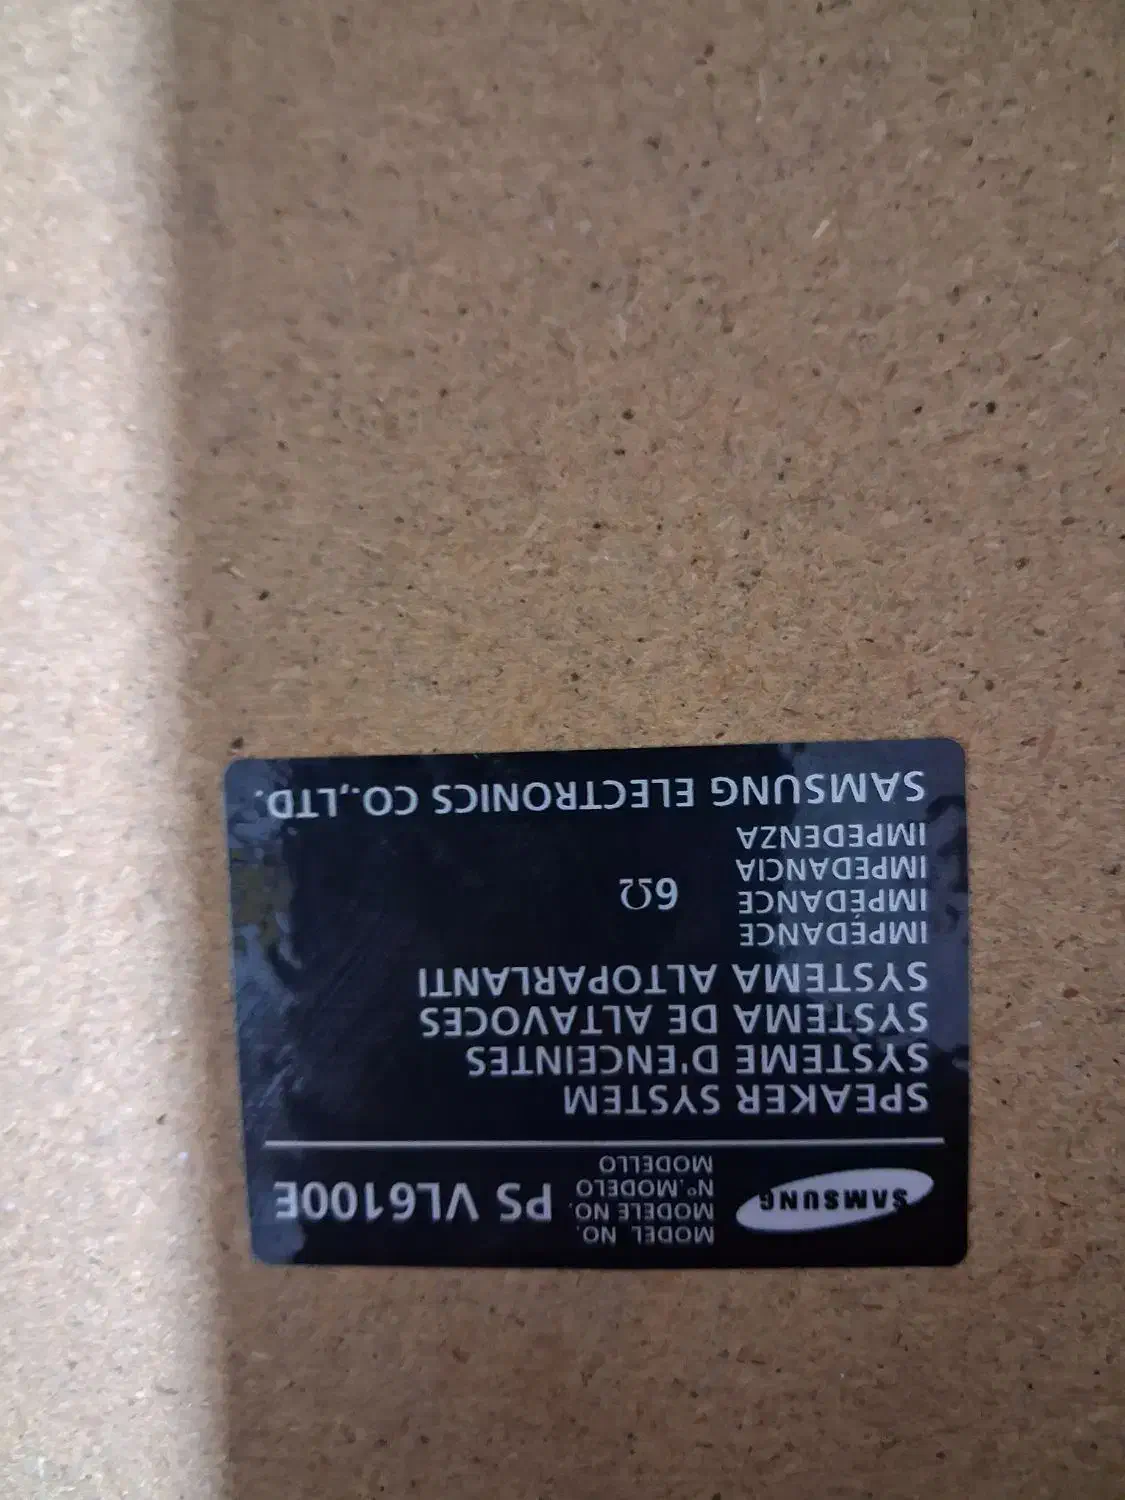 SAMSUNG
MODEL NO.
MODELE NO.
Nº.MODELO
MODELLO
PS VL6100E
SPEAKER SYSTEM
SYSTEME D'ENCEINTES
SYSTEMA DE ALTAVOCES
SYSTEMA ALTOPARLANTI
IMPEDANCE
IMPÉDANCE
IMPEDANCIA
IMPEDENZA
6Ω
SAMSUNG ELECTRONICS CO.,LTD.